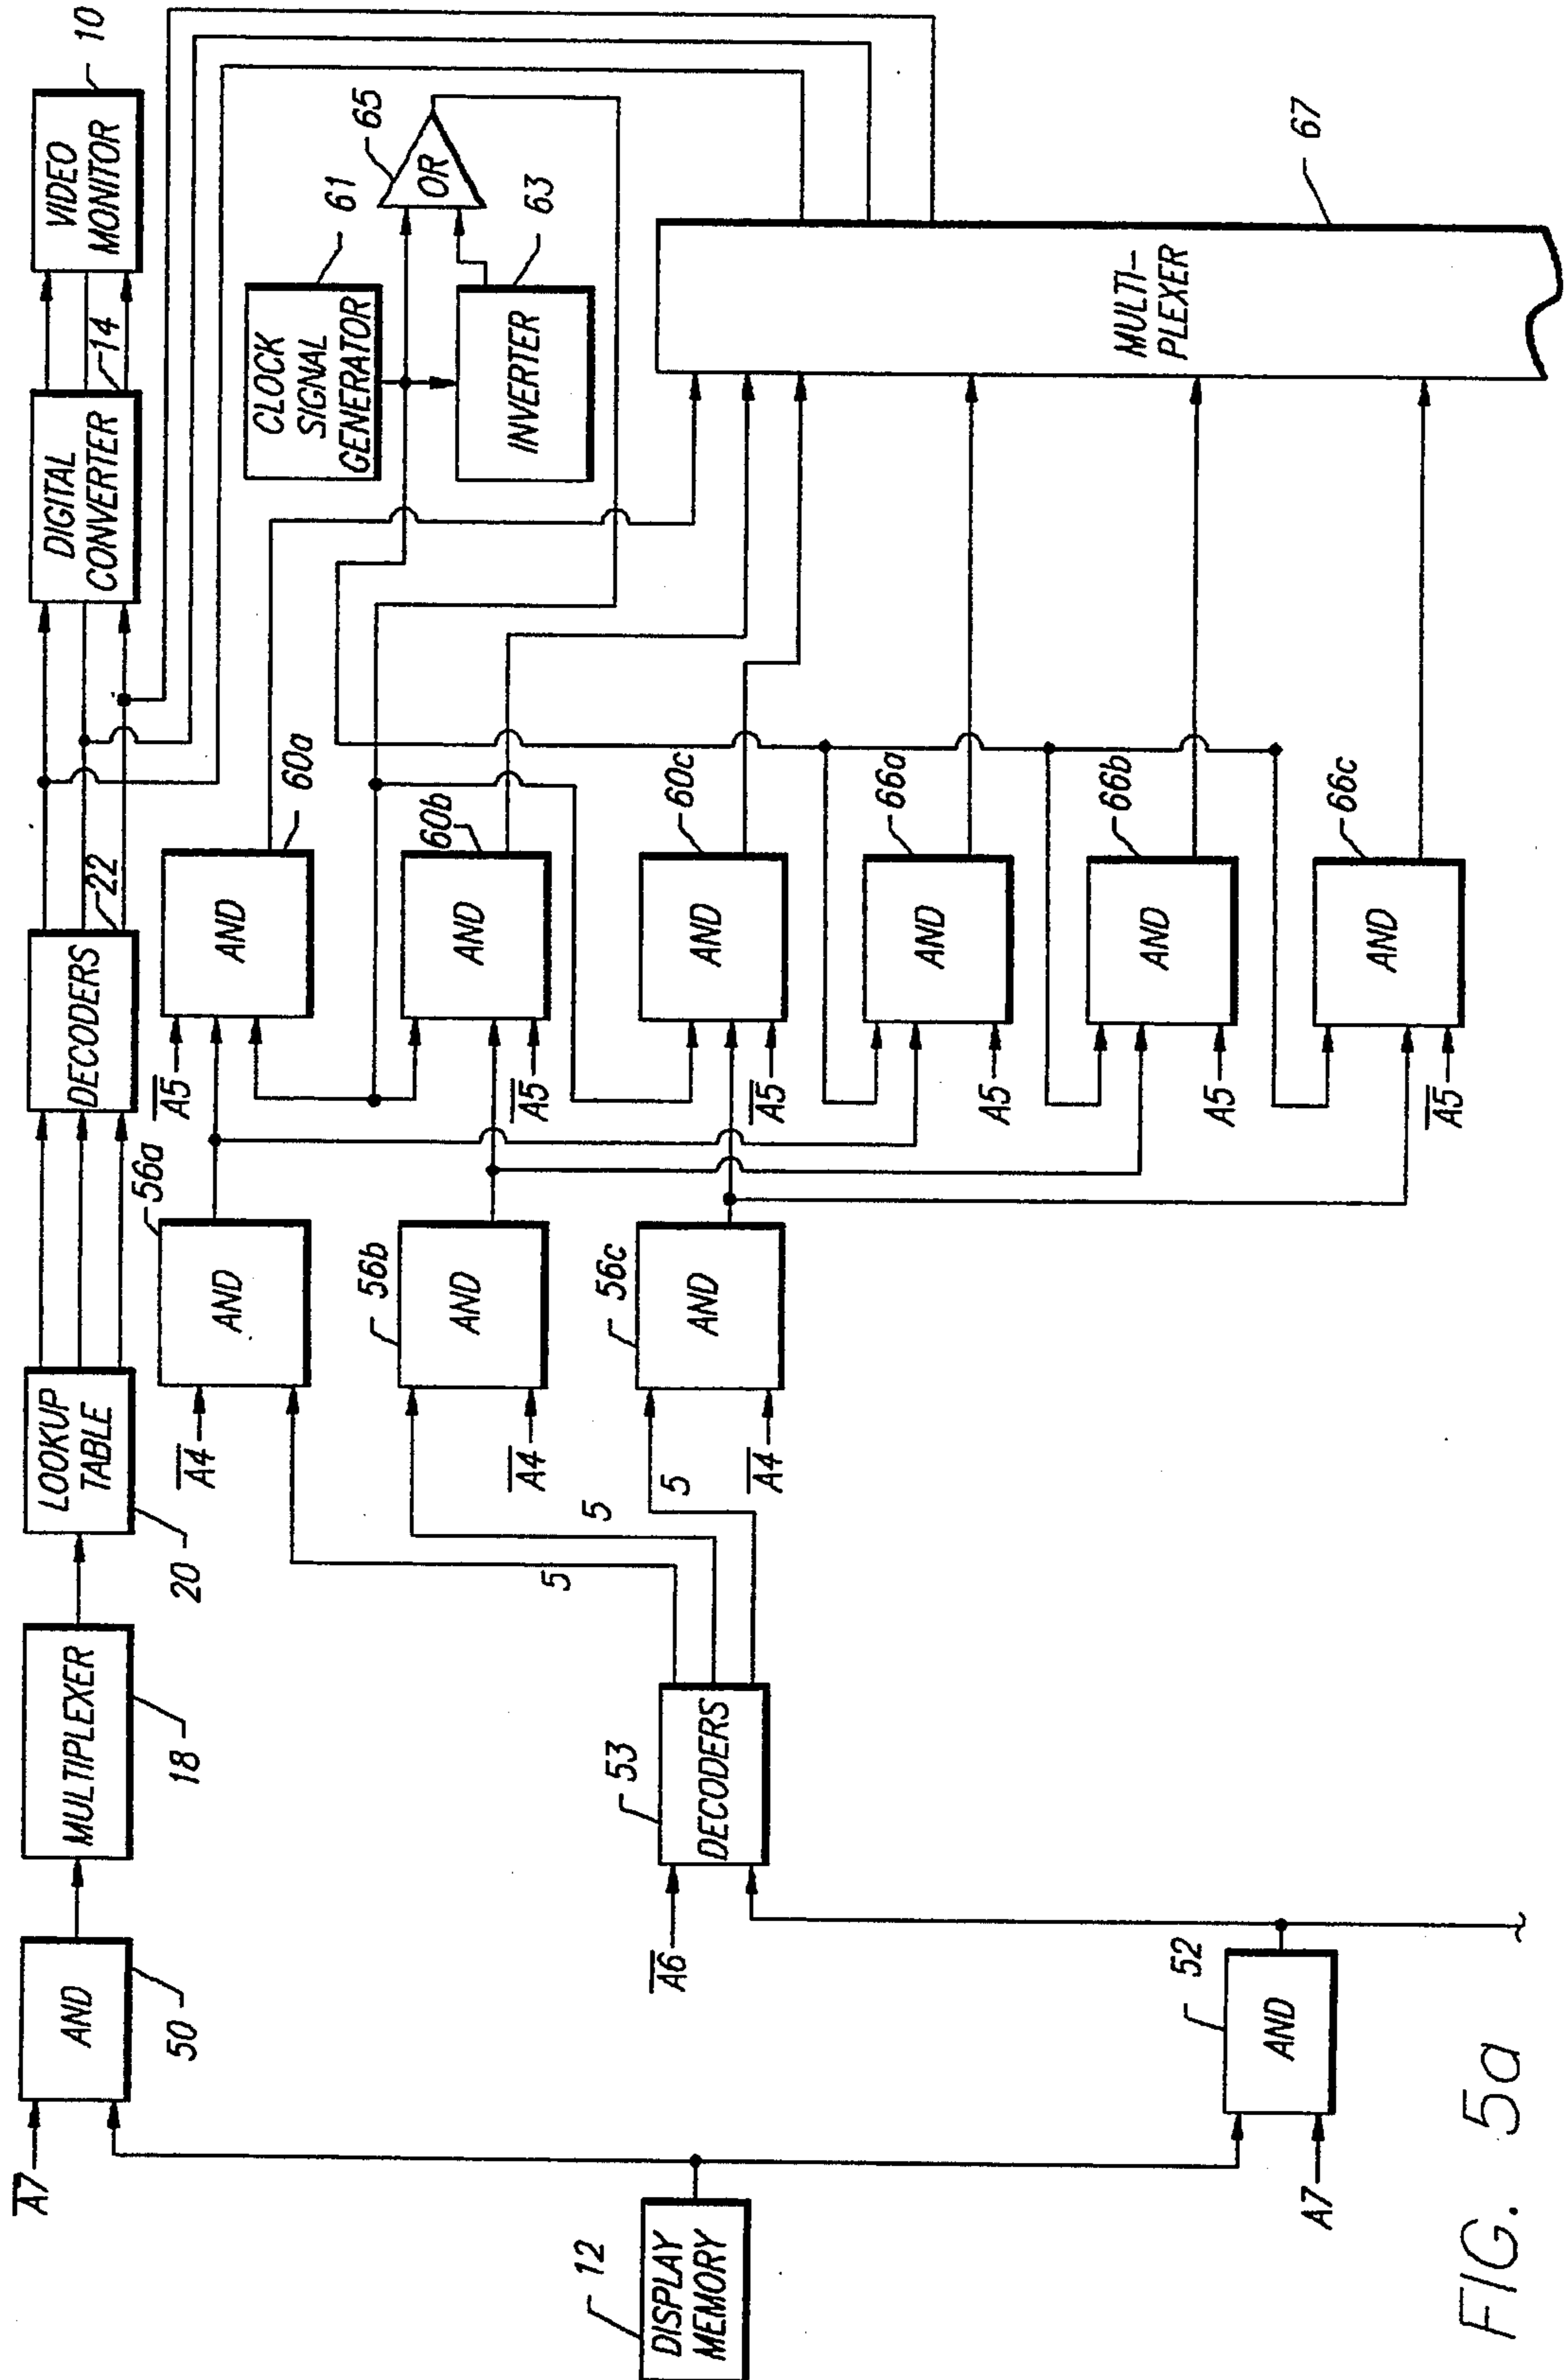 A7
AND
50
MULTIPLEXER
18
LOOKUP
TABLE
20
DECODERS
22
DIGITAL
CONVERTER
14
VIDEO
MONITOR
10
A4
AND
56a
A5
AND
60a
CLOCK
SIGNAL
GENERATOR
61
OR
65
INVERTER
63
5
5
5
56b
AND
A4
AND
60b
A5
56c
AND
A4
AND
60c
A5
DISPLAY
MEMORY
12
A6
DECODERS
53
AND
66a
A5
AND
66b
A5
AND
66c
A5
MULTI-
PLEXER
67
52
AND
A7
FIG. 5a